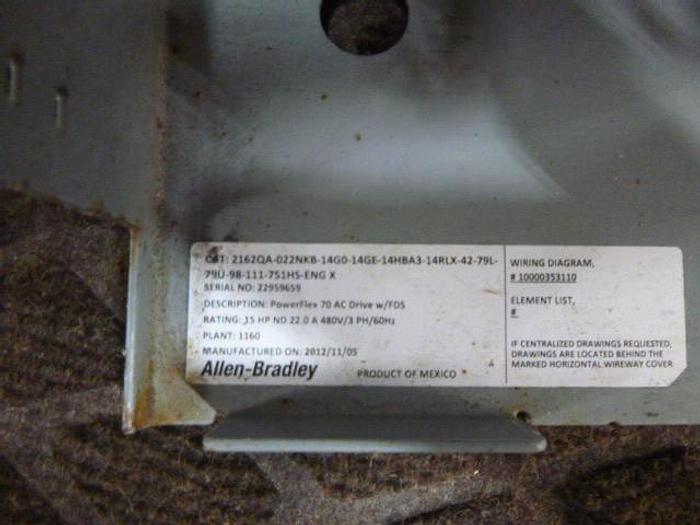 CAT: 2162QA-022NKB-14G0-14GE-14HBA3-14RLX-42-79L-
79U-98-111-751HS-ENG X
SERIAL NO: 22959659
DESCRIPTION: PowerFlex 70 AC Drive w/FDS
RATING: 15 HP ND 22.0 A 480V/3 PH/60Hz
PLANT: 1160
MANUFACTURED ON: 2012/11/05
Allen-Bradley PRODUCT OF MEXICO
WIRING DIAGRAM,
# 10000353110
ELEMENT LIST,
#
IF CENTRALIZED DRAWINGS REQUESTED,
DRAWINGS ARE LOCATED BEHIND THE
MARKED HORIZONTAL WIREWAY COVER